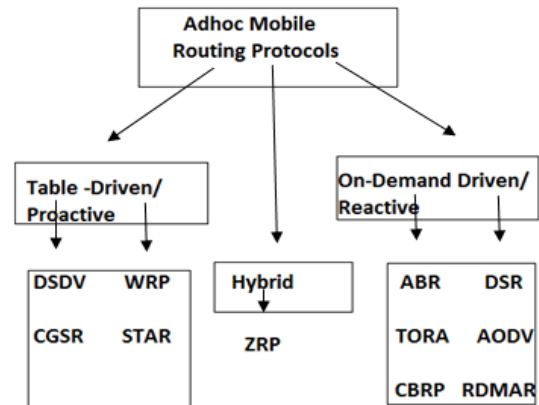 Adhoc Mobile
Routing Protocols
Table -Driven/
Proactive
On-Demand Driven/
Reactive
DSDV WRP
CGSR STAR
Hybrid
ZRP
ABR DSR
TORA AODV
CBRP RDMAR